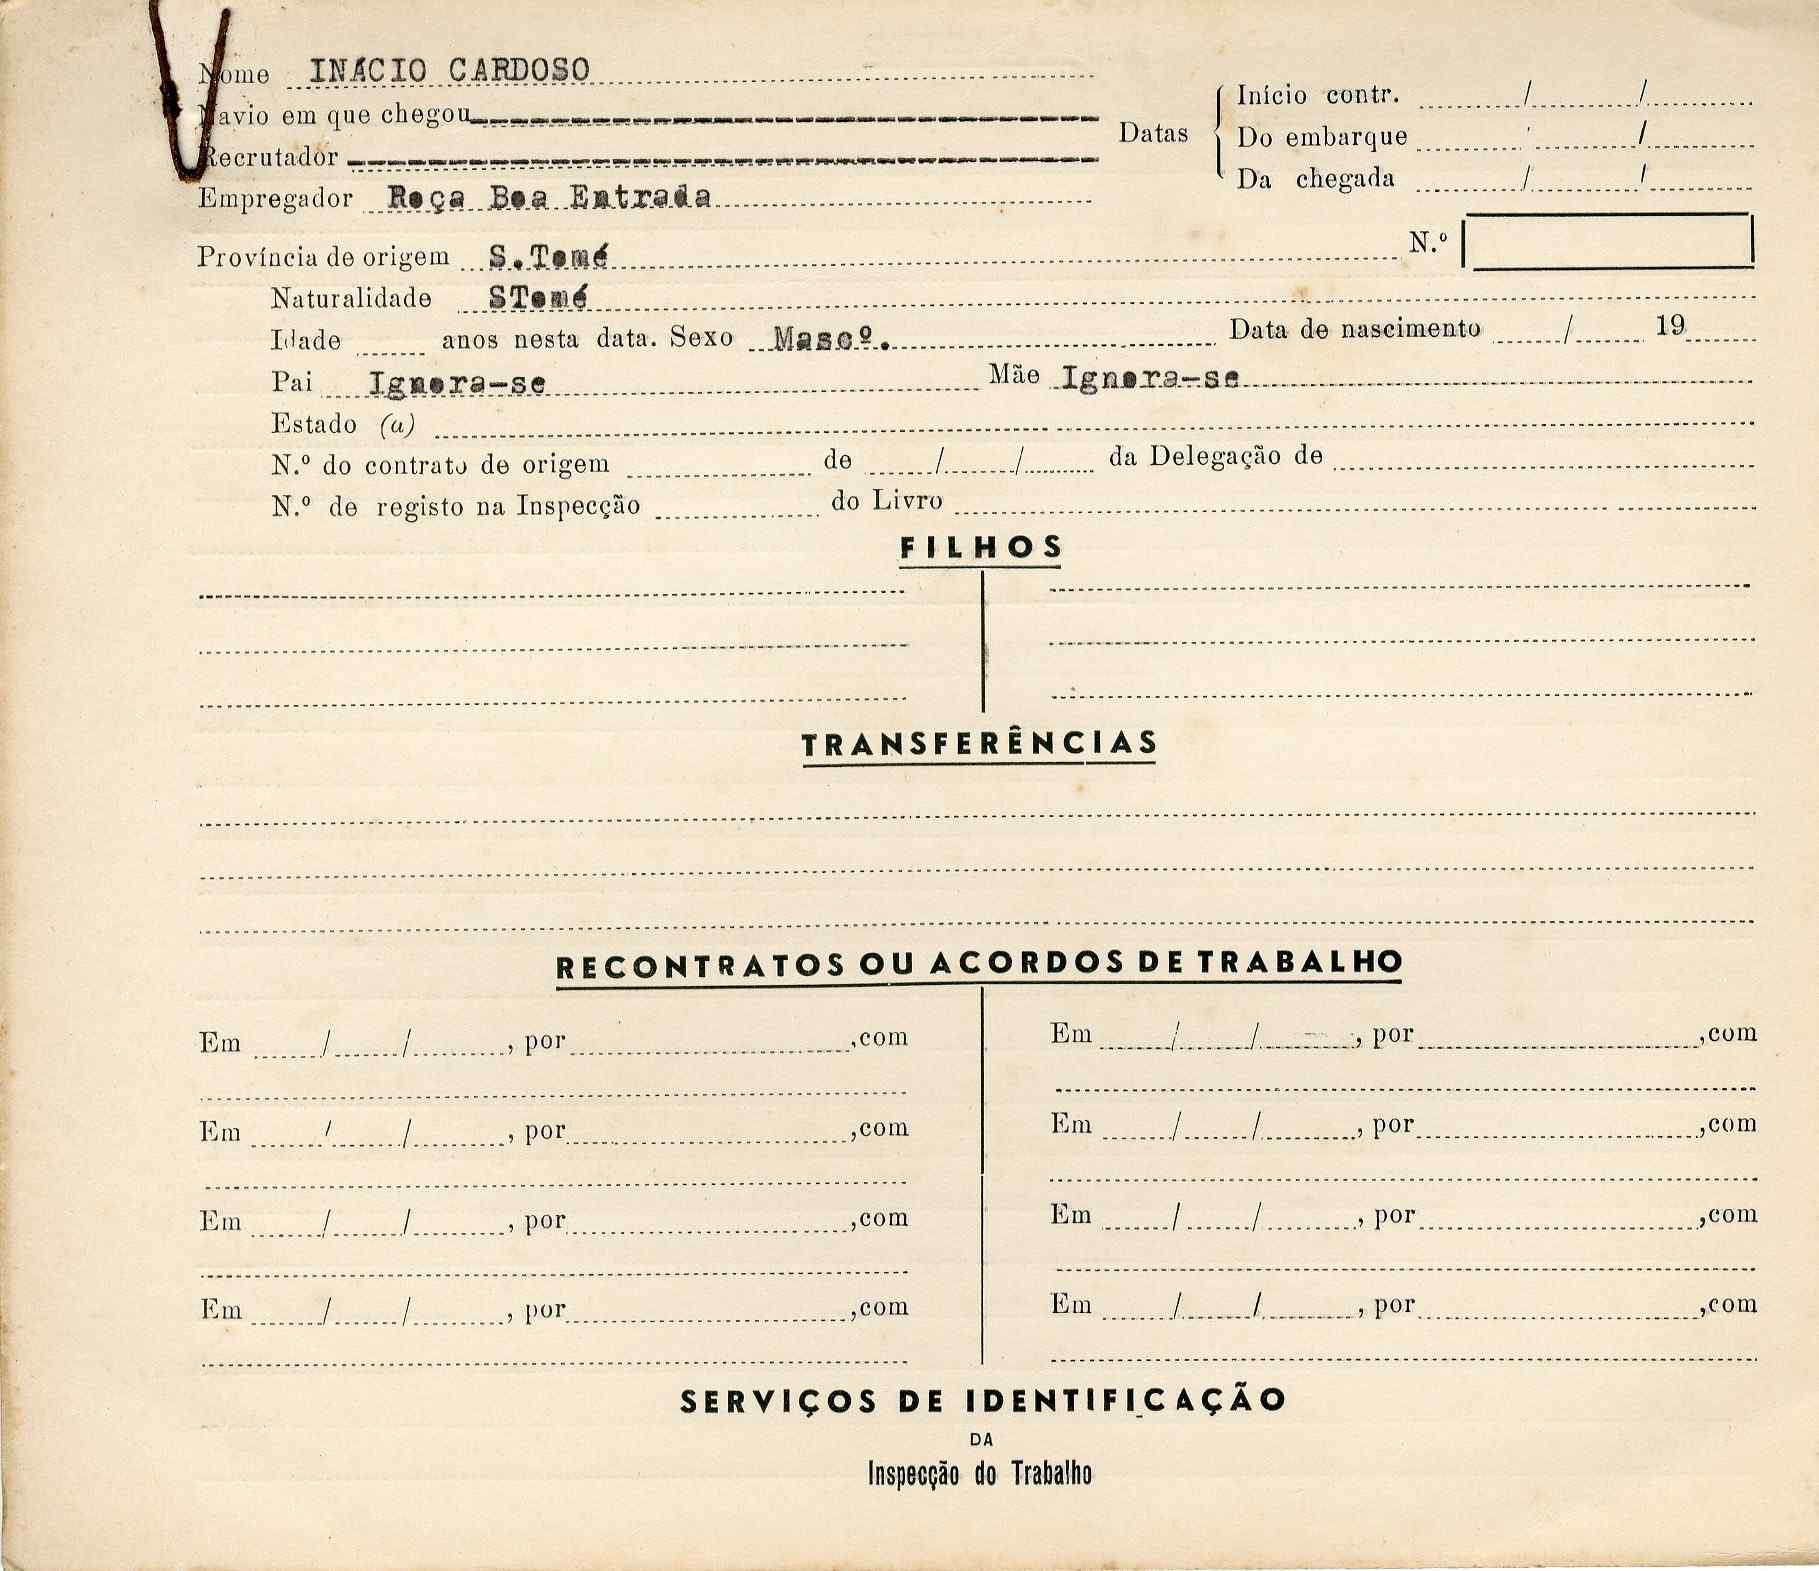 Nome INÁCIO CARDOSO
Navio em que chegou
Recrutador
Empregador Roça Boa Entrada
Datas
Início contr. / /
Do embarque / /
Da chegada / /
N.º
Província de origem S.Tomé
Naturalidade STomé
Idade anos nesta data. Sexo Mascº. Data de nascimento / 19
Pai Ignora-se Mãe Ignora-se
Estado (a)
N.º do contrato de origem de / / da Delegação de
N.º de registo na Inspecção do Livro
FILHOS
TRANSFERÊNCIAS
RECONTRATOS OU ACORDOS DE TRABALHO
Em / / , por ,com
Em / / , por ,com
Em / / , por ,com
Em / / , por ,com
Em / / , por ,com
Em / / , por ,com
Em / / , por ,com
Em / / , por ,com
SERVIÇOS DE IDENTIFICAÇÃO
DA
Inspecção do Trabalho